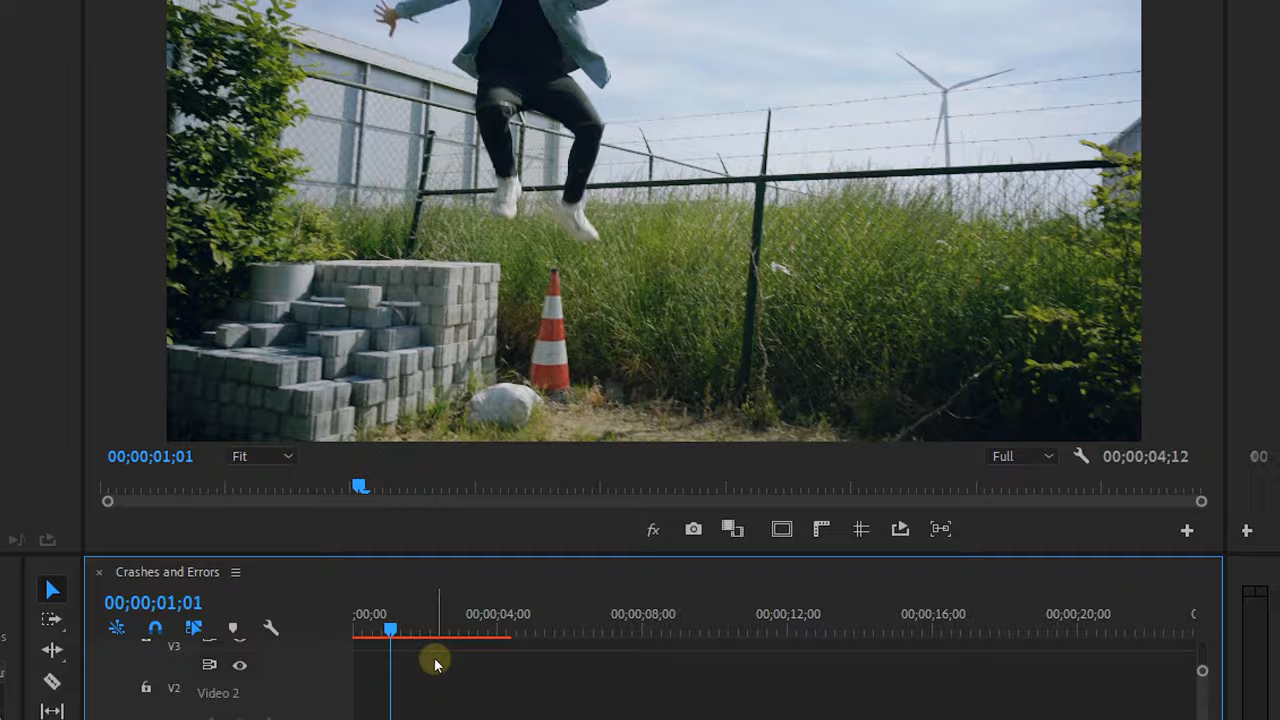 00;00;01;01 Fit Full 00;00;04;12 00
fx
Crashes and Errors
00;00;01;01
;00;00 00;00;04;00 00;00;08;00 00;00;12;00 00;00;16;00 00;00;20;00
V3
V2 Video 2